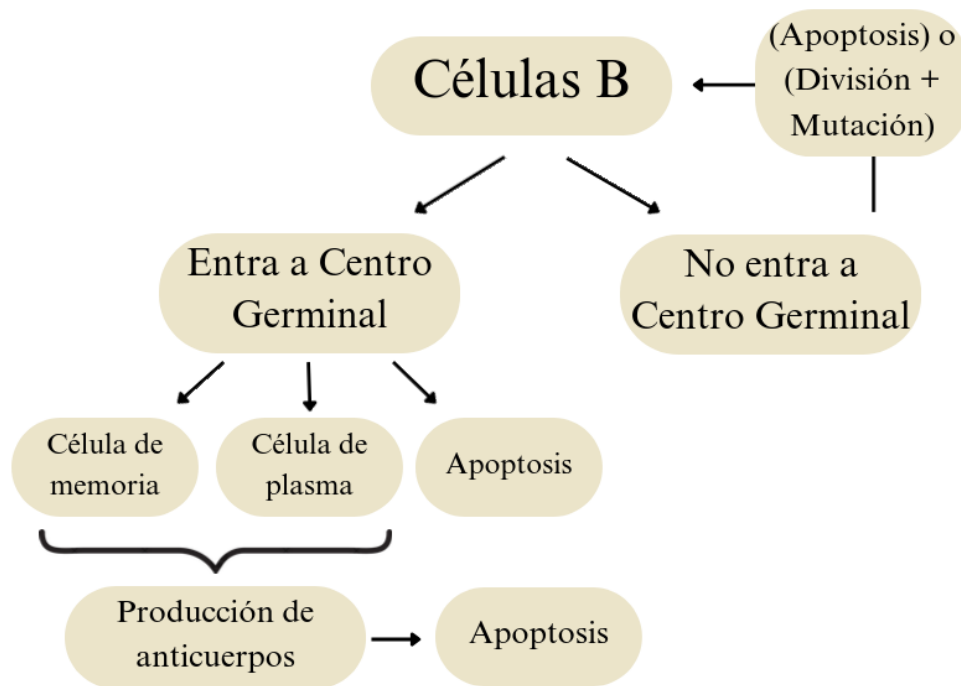 Células B
(Apoptosis) o
(División +
Mutación)
Entra a Centro
Germinal
No entra a
Centro Germinal
Célula de
memoria
Célula de
plasma
Apoptosis
Producción de
anticuerpos
Apoptosis